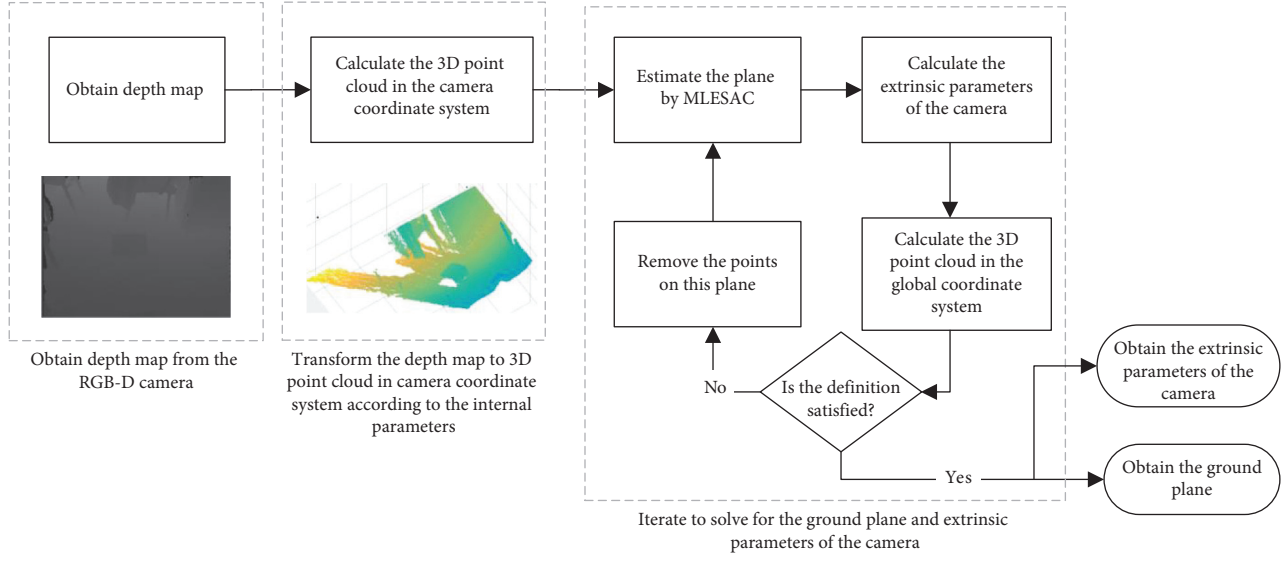 Obtain depth map
Calculate the 3D point
cloud in the camera
coordinate system
Estimate the plane
by MLESAC
Calculate the
extrinsic parameters
of the camera
Remove the points
on this plane
Calculate the 3D
point cloud in the
global coordinate
system
Is the definition
satisfied?
No
Yes
Obtain the extrinsic
parameters of the
camera
Obtain the ground
plane
Obtain depth map from the
RGB-D camera
Transform the depth map to 3D
point cloud in camera coordinate
system according to the internal
parameters
Iterate to solve for the ground plane and extrinsic
parameters of the camera